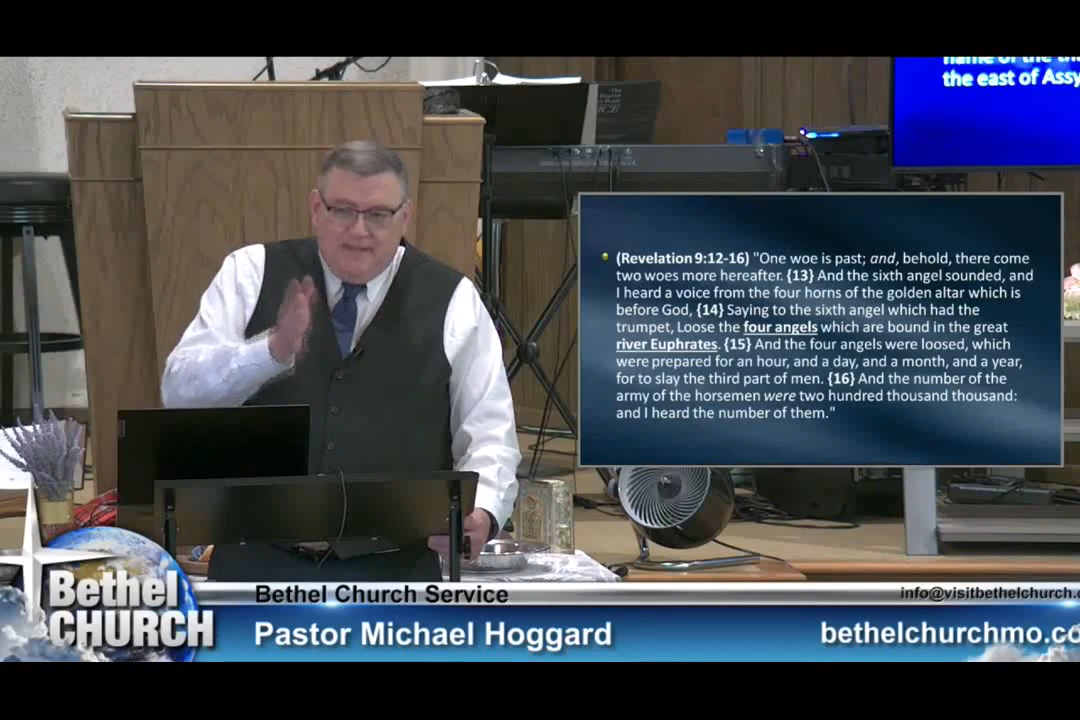 the east of Assy
(Revelation 9:12-16) "One woe is past; and, behold, there come
two woes more hereafter. {13} And the sixth angel sounded, and
I heard a voice from the four horns of the golden altar which is
before God, {14} Saying to the sixth angel which had the
trumpet, Loose the four angels which are bound in the great
river Euphrates. {15} And the four angels were loosed, which
were prepared for an hour, and a day, and a month, and a year,
for to slay the third part of men. {16} And the number of the
army of the horsemen were two hundred thousand thousand:
and I heard the number of them."
Bethel
CHURCH
Bethel Church Service
info@visitbethelchurch.
Pastor Michael Hoggard
bethelchurchmo.co